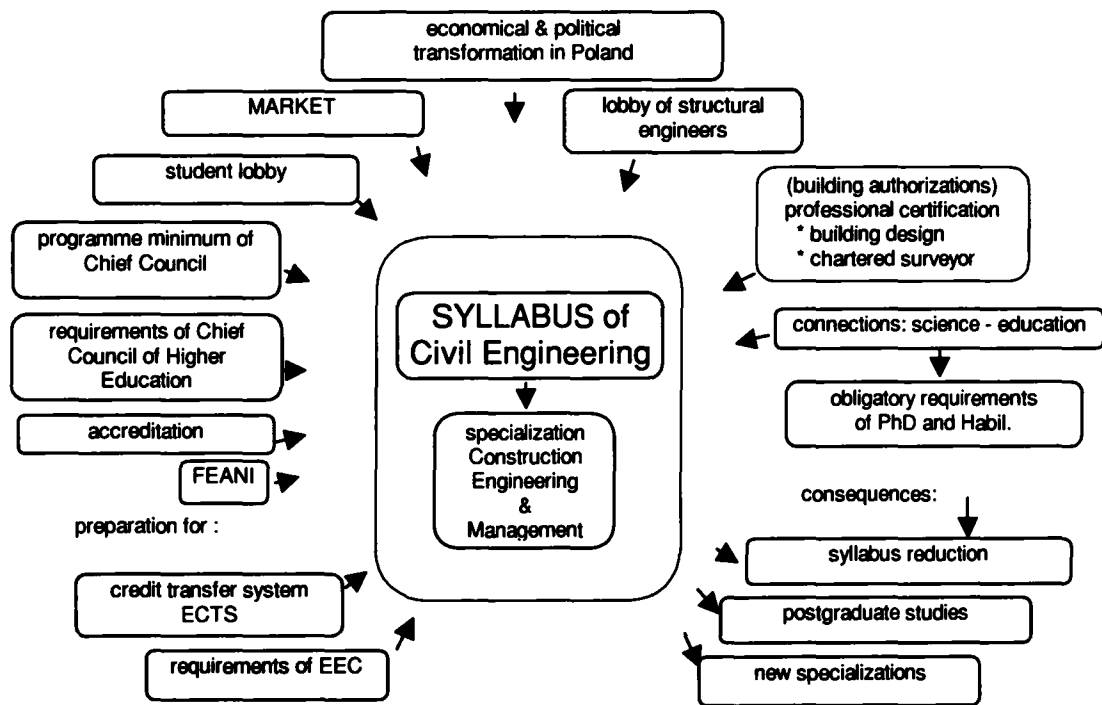 economical & political
transformation in Poland
MARKET
lobby of structural
engineers
student lobby
(building authorizations)
professional certification
* building design
* chartered surveyor
programme minimum of
Chief Council
SYLLABUS of
Civil Engineering
connections: science - education
requirements of Chief
Council of Higher
Education
obligatory requirements
of PhD and Habil.
accreditation
specialization
Construction
Engineering
&
Management
FEANI
consequences:
preparation for :
syllabus reduction
credit transfer system
ECTS
postgraduate studies
requirements of EEC
new specializations